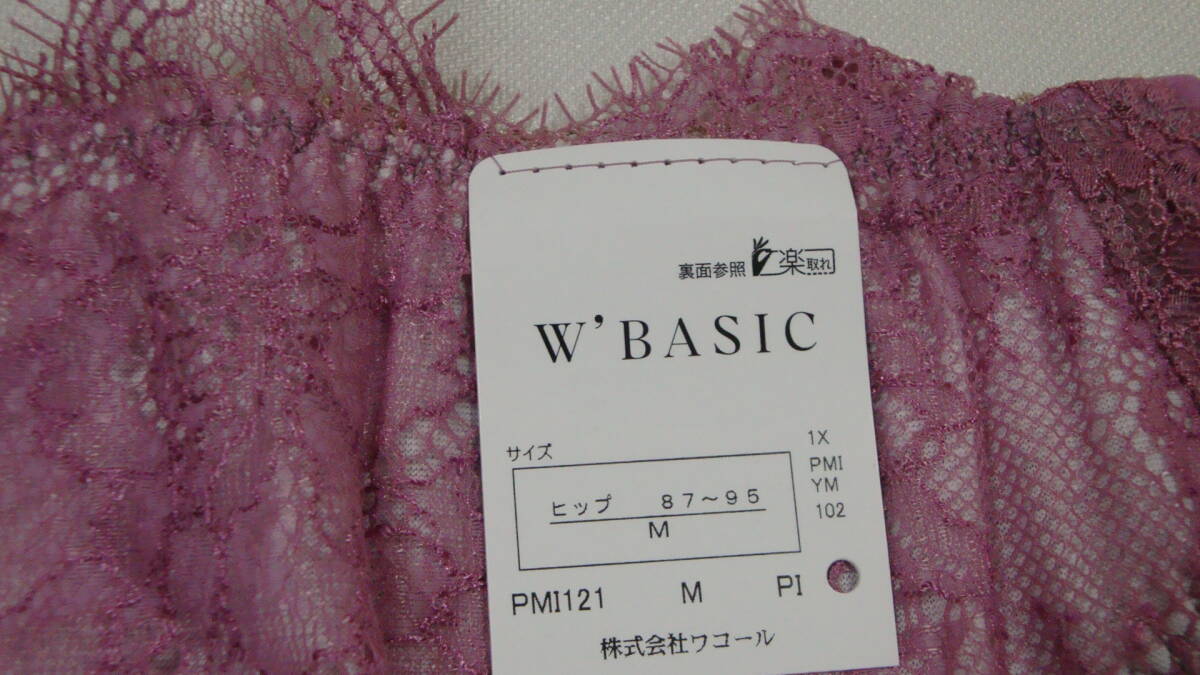 裏面参照 楽 取れ
W'BASIC
サイズ
ヒップ 87～95
M
1X
PMI
YM
102
PMI121 M PI
株式会社ワコール